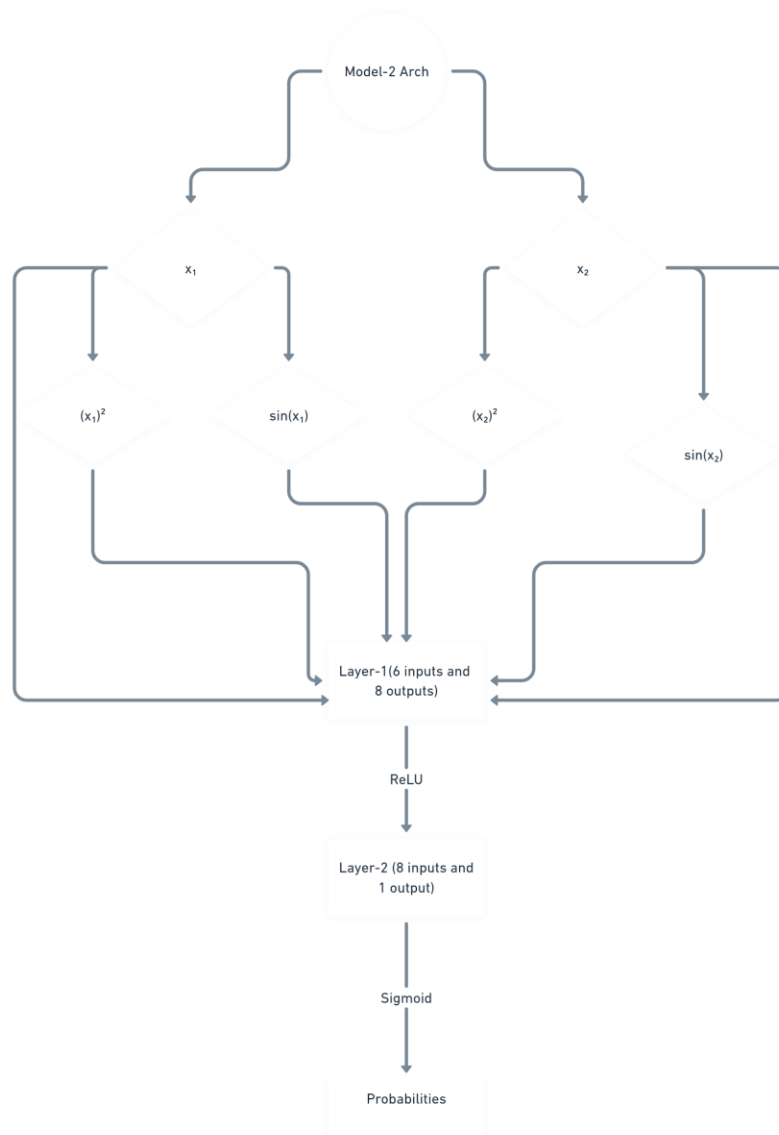 Model-2 Arch
x₁
x₂
(x₁)²
sin(x₁)
(x₂)²
sin(x₂)
Layer-1(6 inputs and
8 outputs)
ReLU
Layer-2 (8 inputs and
1 output)
Sigmoid
Probabilities